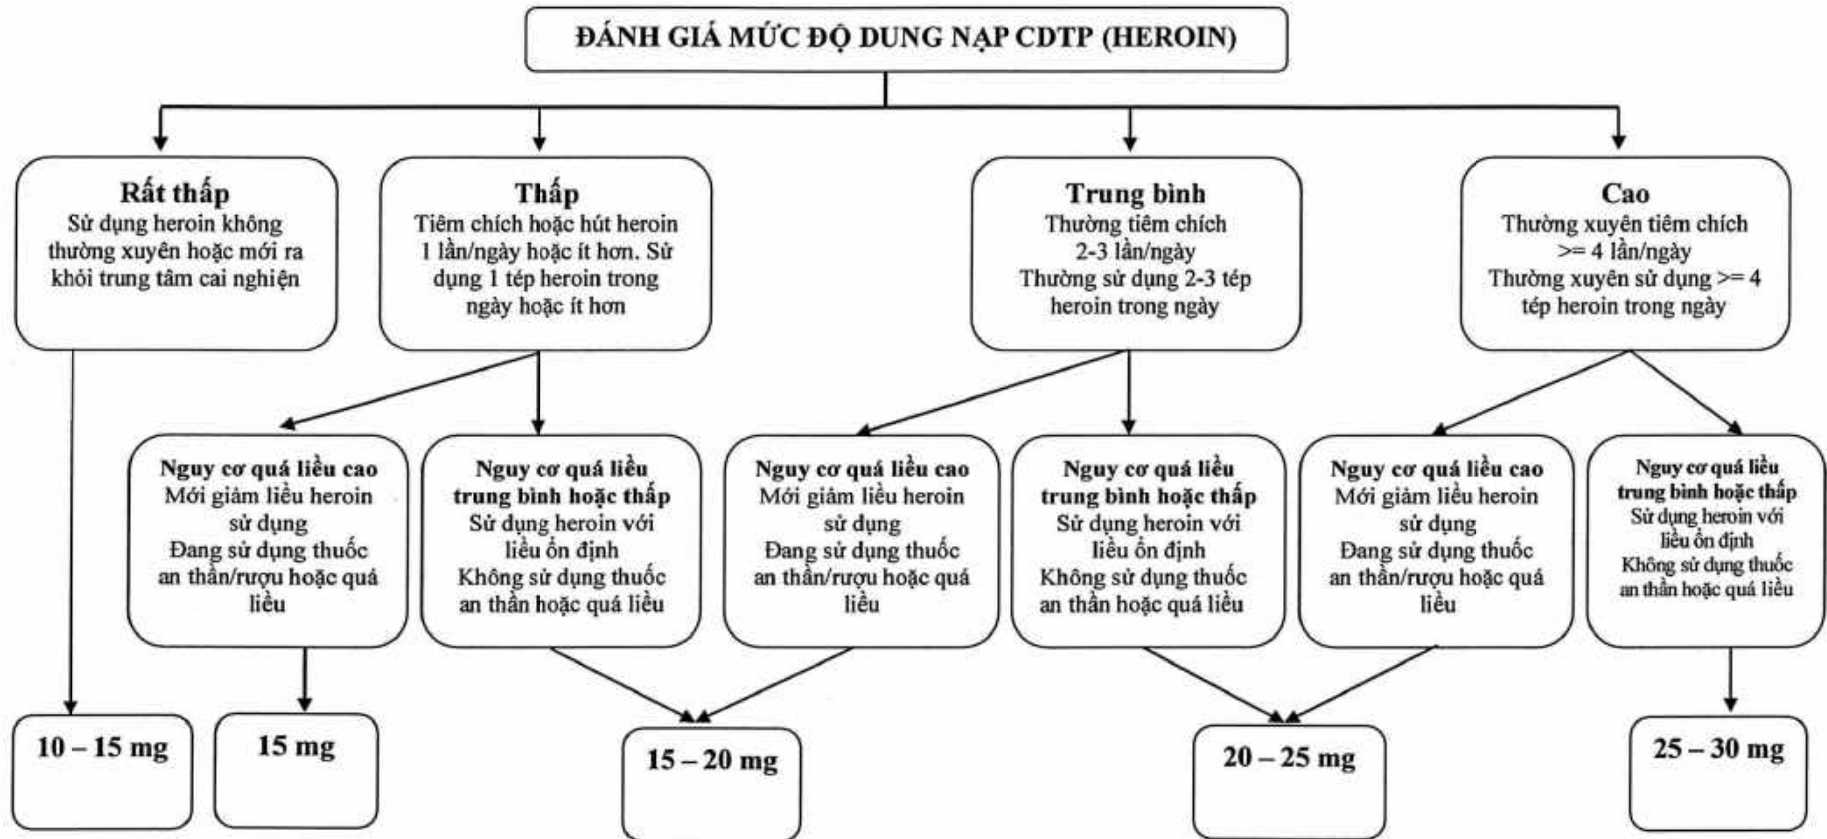 ĐÁNH GIÁ MỨC ĐỘ DUNG NẠP CDTP (HEROIN)
Rất thấp
Sử dụng heroin không
thường xuyên hoặc mới ra
khỏi trung tâm cai nghiện
Thấp
Tiêm chích hoặc hút heroin
1 lần/ngày hoặc ít hơn. Sử
dụng 1 tép heroin trong
ngày hoặc ít hơn
Trung bình
Thường tiêm chích
2-3 lần/ngày
Thường sử dụng 2-3 tép
heroin trong ngày
Cao
Thường xuyên tiêm chích
>= 4 lần/ngày
Thường xuyên sử dụng >= 4
tép heroin trong ngày
Nguy cơ quá liều cao
Mới giảm liều heroin
sử dụng
Đang sử dụng thuốc
an thần/rượu hoặc quá
liều
Nguy cơ quá liều
trung bình hoặc thấp
Sử dụng heroin với
liều ổn định
Không sử dụng thuốc
an thần hoặc quá liều
Nguy cơ quá liều cao
Mới giảm liều heroin
sử dụng
Đang sử dụng thuốc
an thần/rượu hoặc quá
liều
Nguy cơ quá liều
trung bình hoặc thấp
Sử dụng heroin với
liều ổn định
Không sử dụng thuốc
an thần hoặc quá liều
Nguy cơ quá liều cao
Mới giảm liều heroin
sử dụng
Đang sử dụng thuốc
an thần/rượu hoặc quá
liều
Nguy cơ quá liều
trung bình hoặc thấp
Sử dụng heroin với
liều ổn định
Không sử dụng thuốc
an thần hoặc quá liều
10 – 15 mg
15 mg
15 – 20 mg
20 – 25 mg
25 – 30 mg